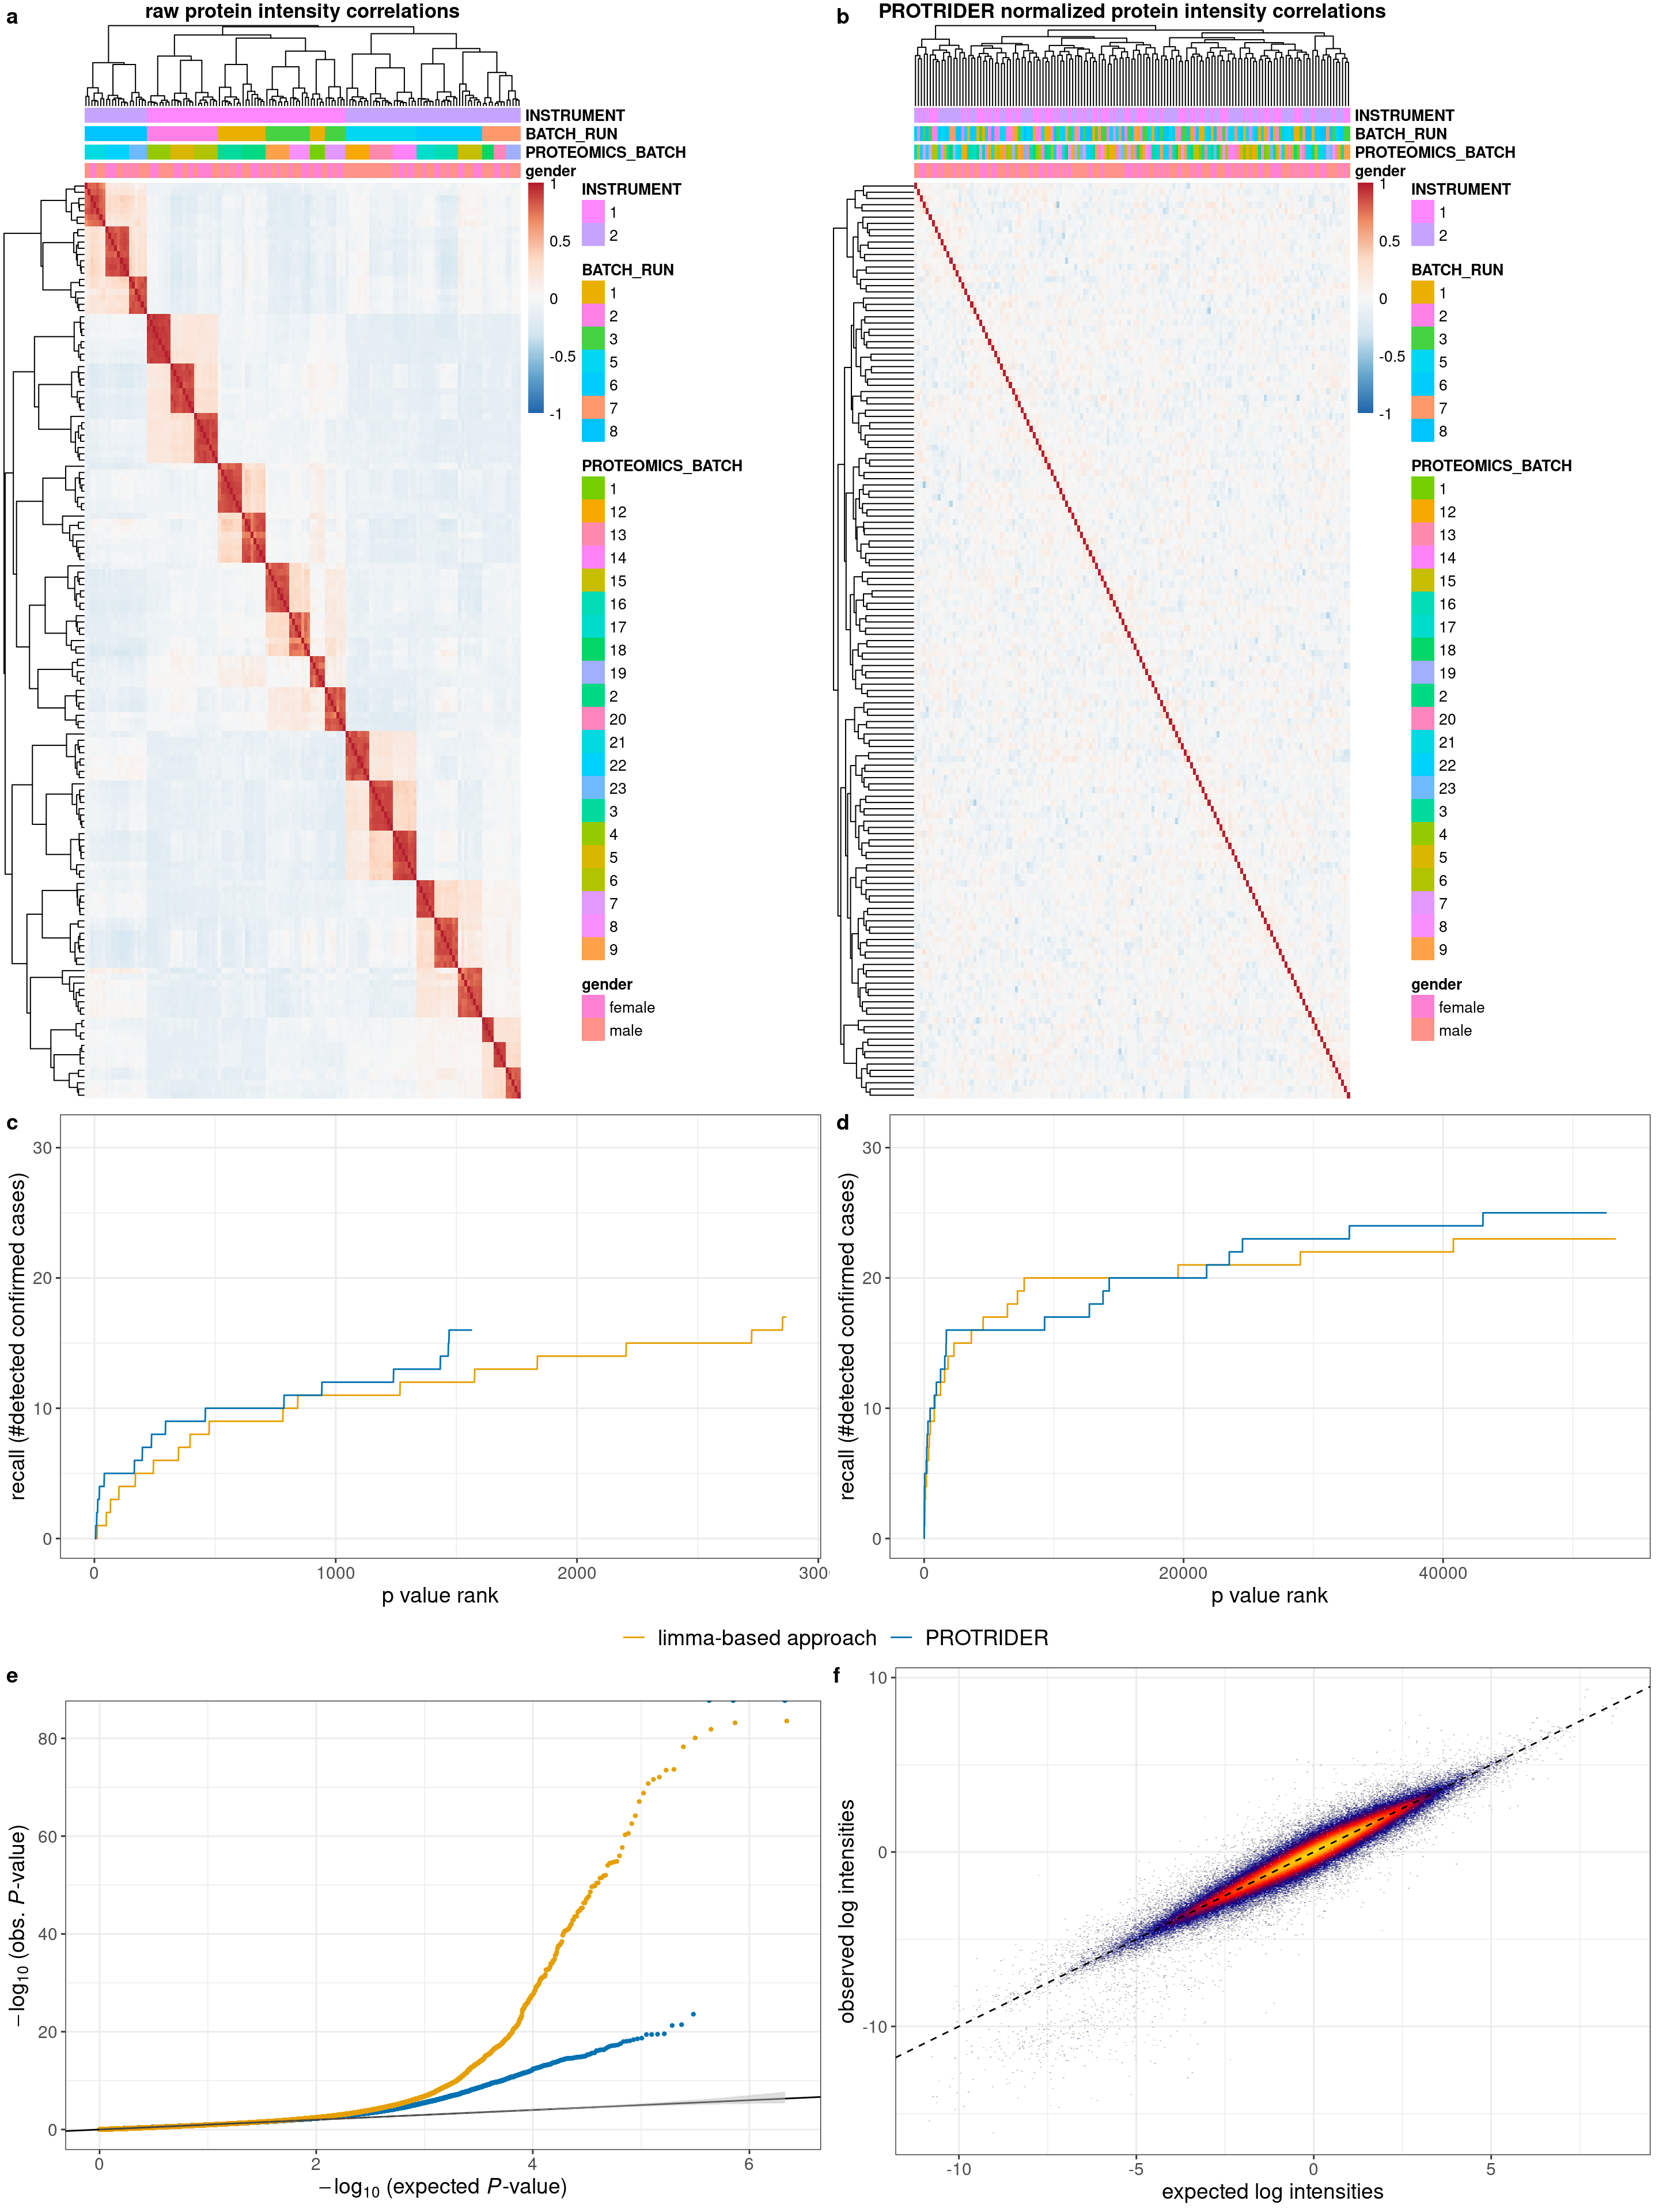 a
raw protein intensity correlations
INSTRUMENT
BATCH_RUN
PROTEOMICS_BATCH
gender
1
0.5
0
-0.5
-1
INSTRUMENT
1
2
BATCH_RUN
1
2
3
5
6
7
8
PROTEOMICS_BATCH
1
12
13
14
15
16
17
18
19
2
20
21
22
23
3
4
5
6
7
8
9
gender
female
male
b
PROTRIDER normalized protein intensity correlations
INSTRUMENT
BATCH_RUN
PROTEOMICS_BATCH
gender
1
0.5
0
-0.5
-1
INSTRUMENT
1
2
BATCH_RUN
1
2
3
5
6
7
8
PROTEOMICS_BATCH
1
12
13
14
15
16
17
18
19
2
20
21
22
23
3
4
5
6
7
8
9
gender
female
male
c
recall (#detected confirmed cases)
30
20
10
0
0 1000 2000 300
p value rank
d
recall (#detected confirmed cases)
30
20
10
0
0 20000 40000
p value rank
limma-based approach PROTRIDER
e
−log10 (obs. P-value)
80
60
40
20
0
0 2 4 6
−log10 (expected P-value)
f
observed log intensities
10
0
-10
-10 -5 0 5
expected log intensities